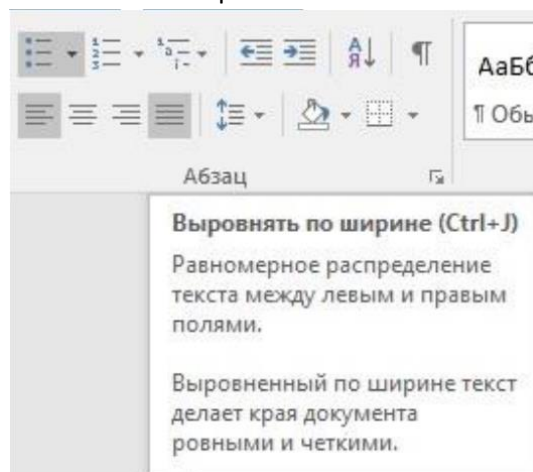 АаБб
¶ Обы
Абзац
Выровнять по ширине (Ctrl+J)
Равномерное распределение
текста между левым и правым
полями.
Выровненный по ширине текст
делает края документа
ровными и четкими.